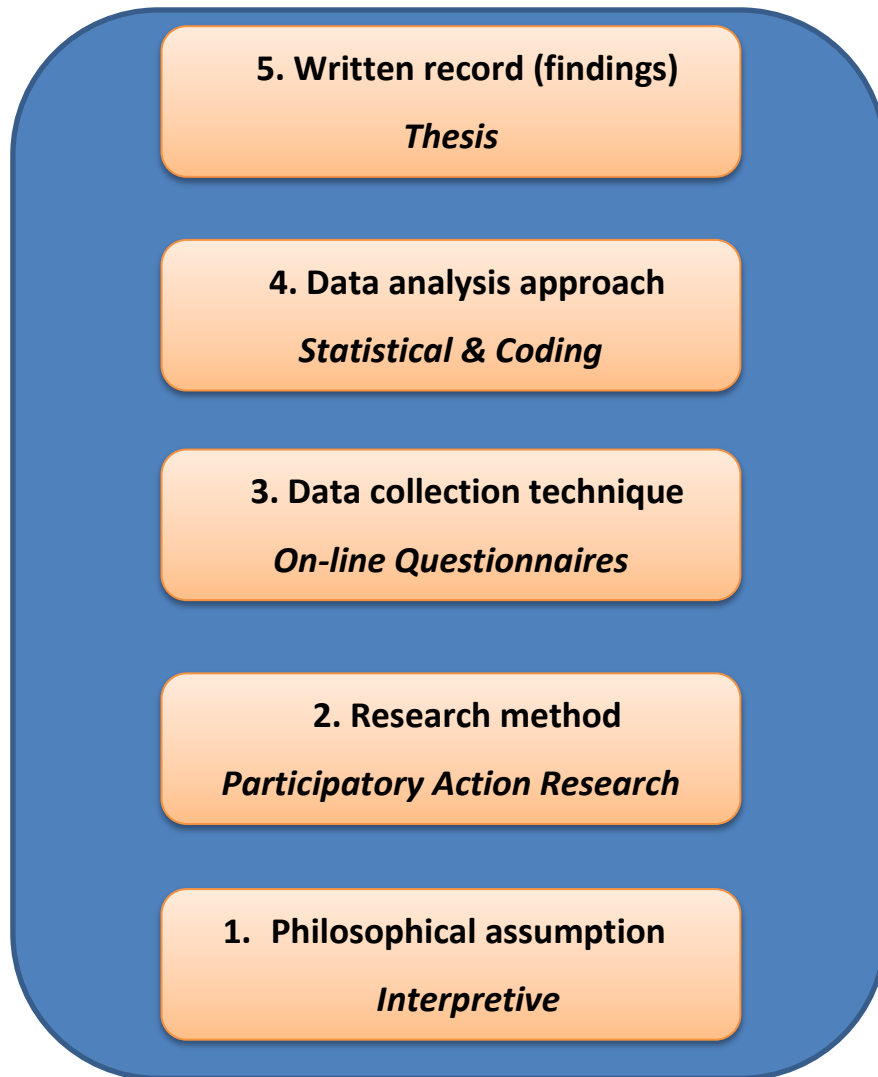 5. Written record (findings)
Thesis
4. Data analysis approach
Statistical & Coding
3. Data collection technique
On-line Questionnaires
2. Research method
Participatory Action Research
1. Philosophical assumption
Interpretive